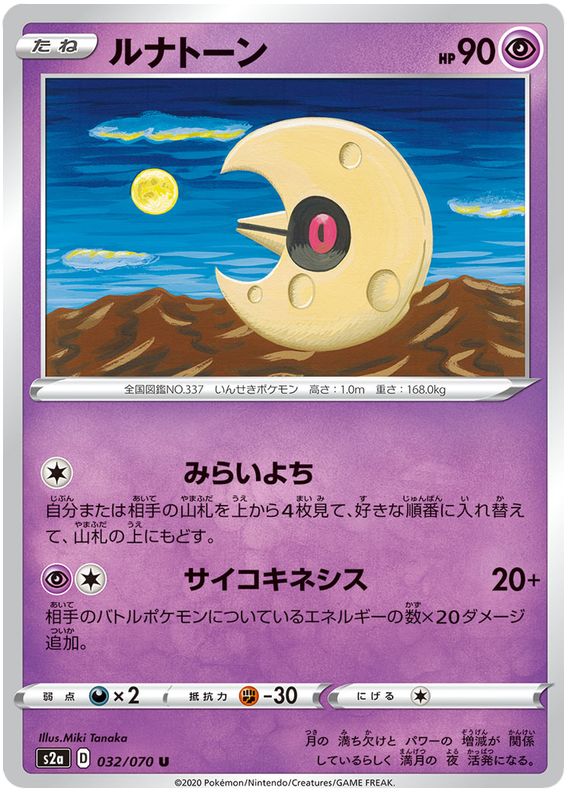 たね ルナトーン HP 90
全国図鑑NO.337 いんせきポケモン 高さ:1.0m 重さ:168.0kg
みらいよち
自分または相手の山札を上から4枚見て、好きな順番に入れ替え
て、山札の上にもどす。
サイコキネシス 20+
相手のバトルポケモンについているエネルギーの数×20ダメージ
追加。
弱点 ×2 抵抗力 -30 にげる
Illus.Miki Tanaka
s2a D 032/070 U
月の 満ち欠けと パワーの 増減が 関係
しているらしく 満月の 夜 活発になる。
©2020 Pokémon/Nintendo/Creatures/GAME FREAK.